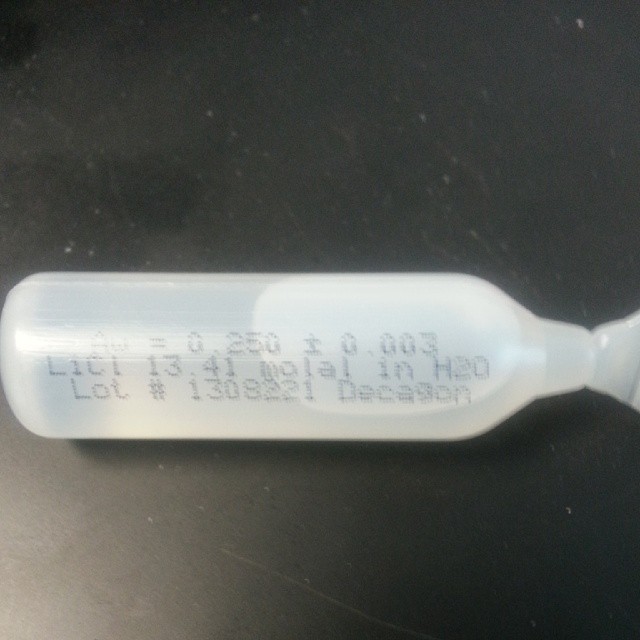 Aw = 0.250 ± 0.003
LiCl 13.41 molal in H2O
Lot # 1308221 Decagon